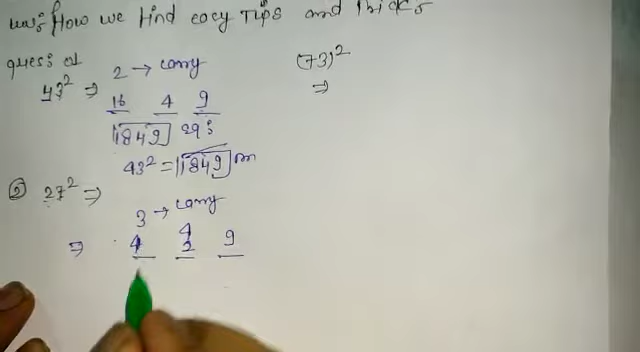 How we find easy Tips and Tricks
43² ⇒ 2 → carry
16 4 9
1849
43² = 1849
② 27² ⇒
3 → carry
4
⇒ 4 2 9
(73)²
⇒